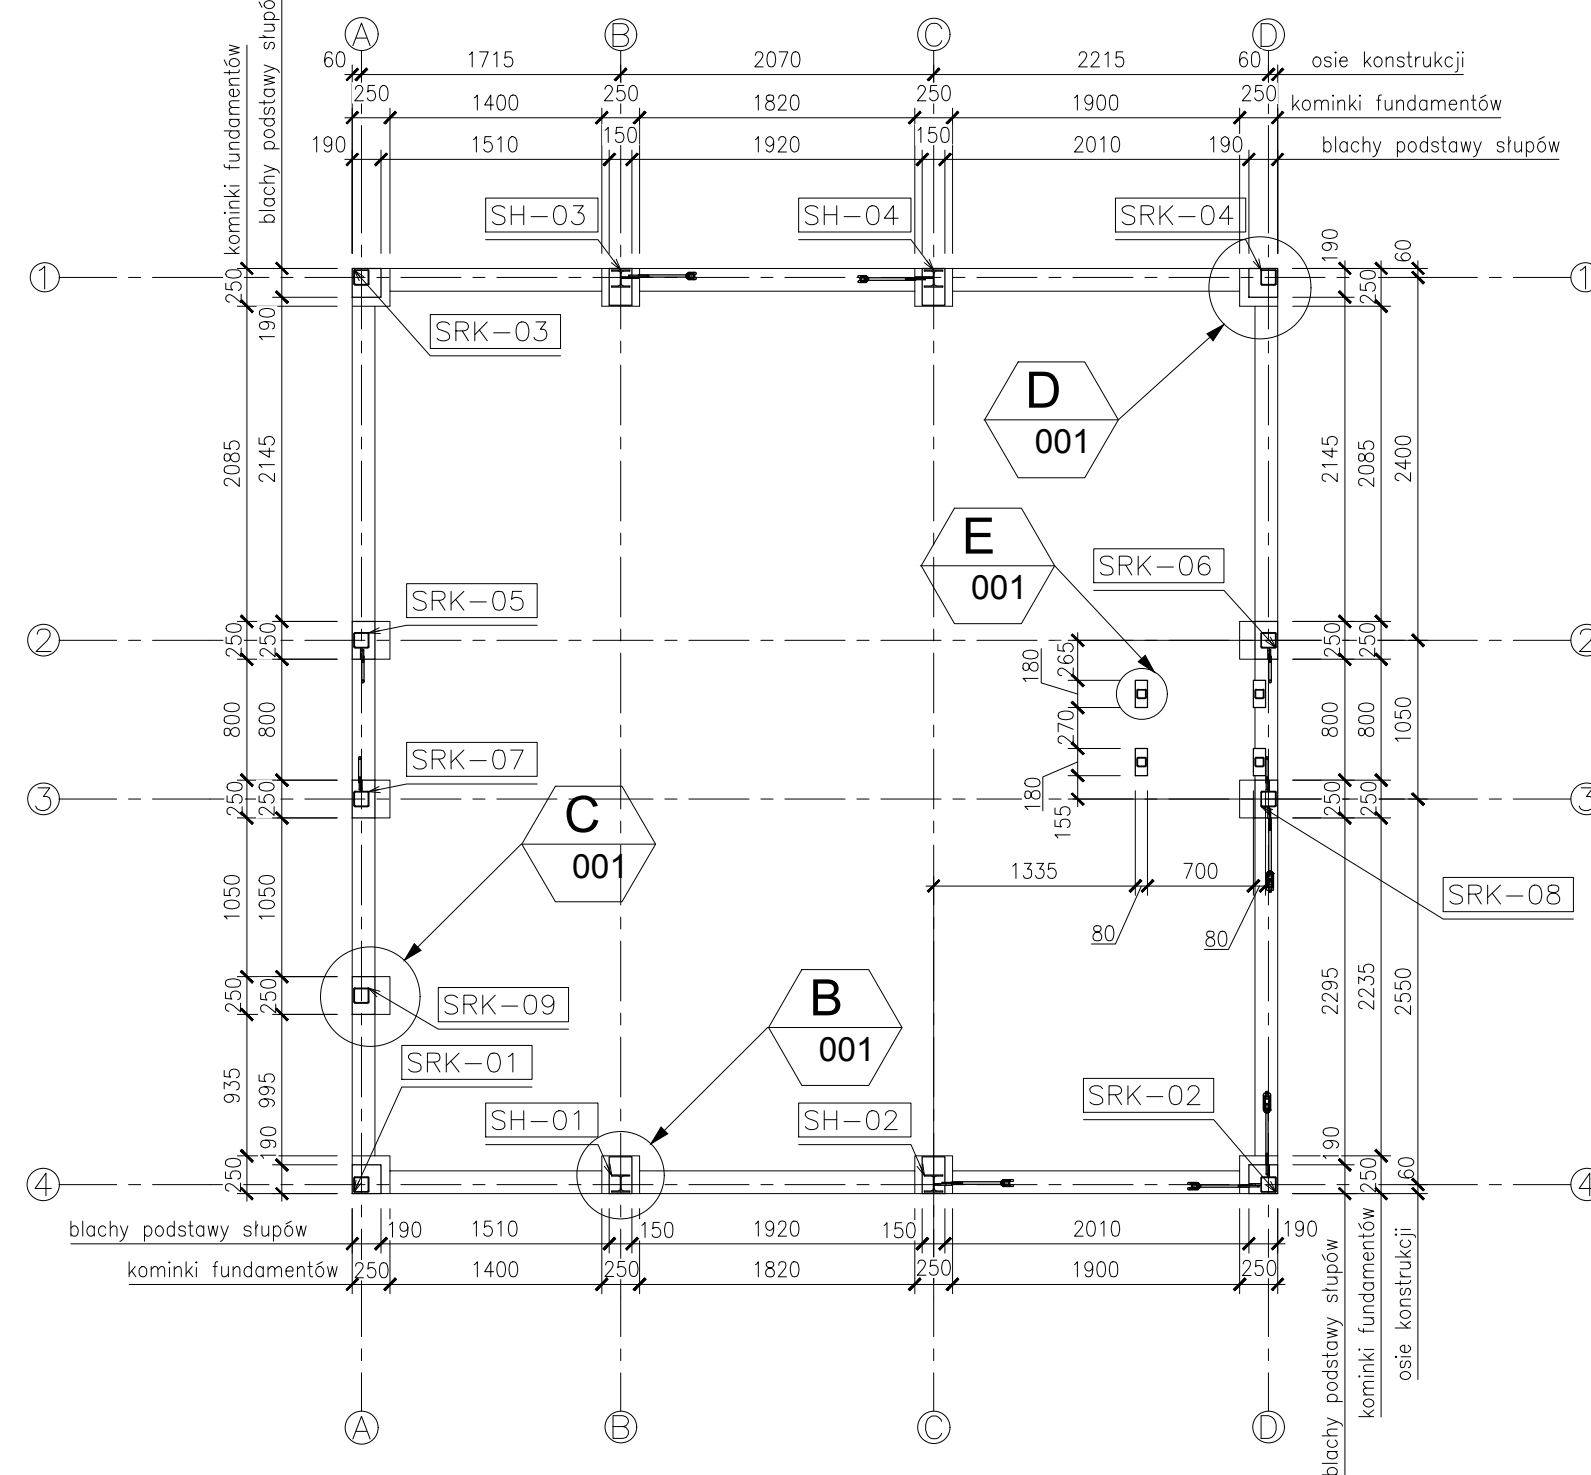 A B C D
60 1715 2070 2215 60 osie konstrukcji
250 1400 250 1820 250 1900 250 kominki fundamentów
190 1510 150 1920 150 2010 190 blachy podstawy słupów
kominki fundamentów
blachy podstawy
SH-03 SH-04 SRK-04
1 250 190 190 250 60 1
SRK-03
D
001
2085 2145 2145 2085 2400
E
001
SRK-05 SRK-06
2 250 250 250 250 2
180 265
800 800 270 800 800 1050
SRK-07
3 250 250 180 155 250 250 3
C
001
1335 700
1050 1050 80 80 SRK-08
250 250 SRK-09
B
001
2295 2235 2550
SRK-01
935 995
SH-01 SH-02 SRK-02
4 250 190 190 250 60 4
blachy podstawy słupów 190 1510 150 1920 150 2010 190
kominki fundamentów 250 1400 250 1820 250 1900 250
blachy podstawy słupów
kominki fundamentów
osie konstrukcji
A B C D